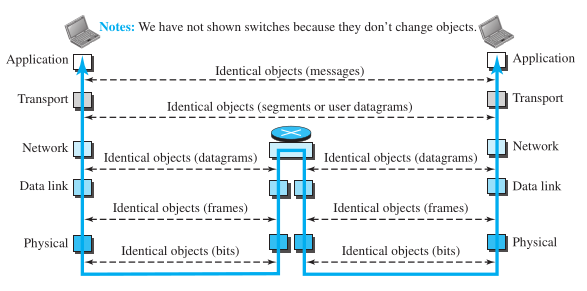 Notes: We have not shown switches because they don't change objects.
Application
Application
Identical objects (messages)
Transport
Transport
Identical objects (segments or user datagrams)
Network
Network
Identical objects (datagrams)
Identical objects (datagrams)
Data link
Data link
Identical objects (frames)
Identical objects (frames)
Physical
Physical
Identical objects (bits)
Identical objects (bits)